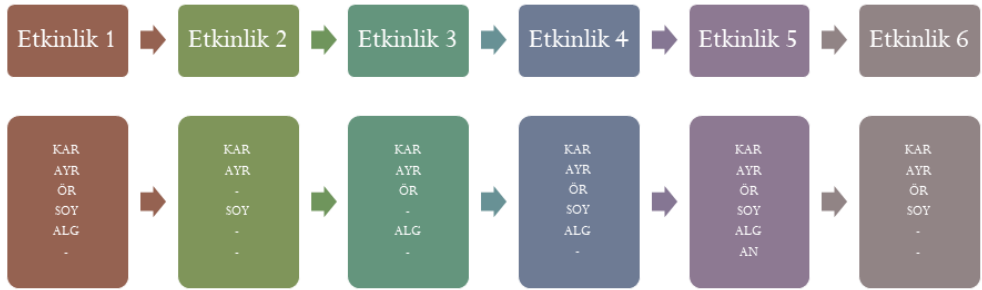 Etkinlik 1
Etkinlik 2
Etkinlik 3
Etkinlik 4
Etkinlik 5
Etkinlik 6
KAR
AYR
ÖR
SOY
ALG
-
KAR
AYR
-
SOY
-
-
KAR
AYR
ÖR
-
ALG
-
KAR
AYR
ÖR
SOY
ALG
-
KAR
AYR
ÖR
SOY
ALG
AN
KAR
AYR
ÖR
SOY
-
-